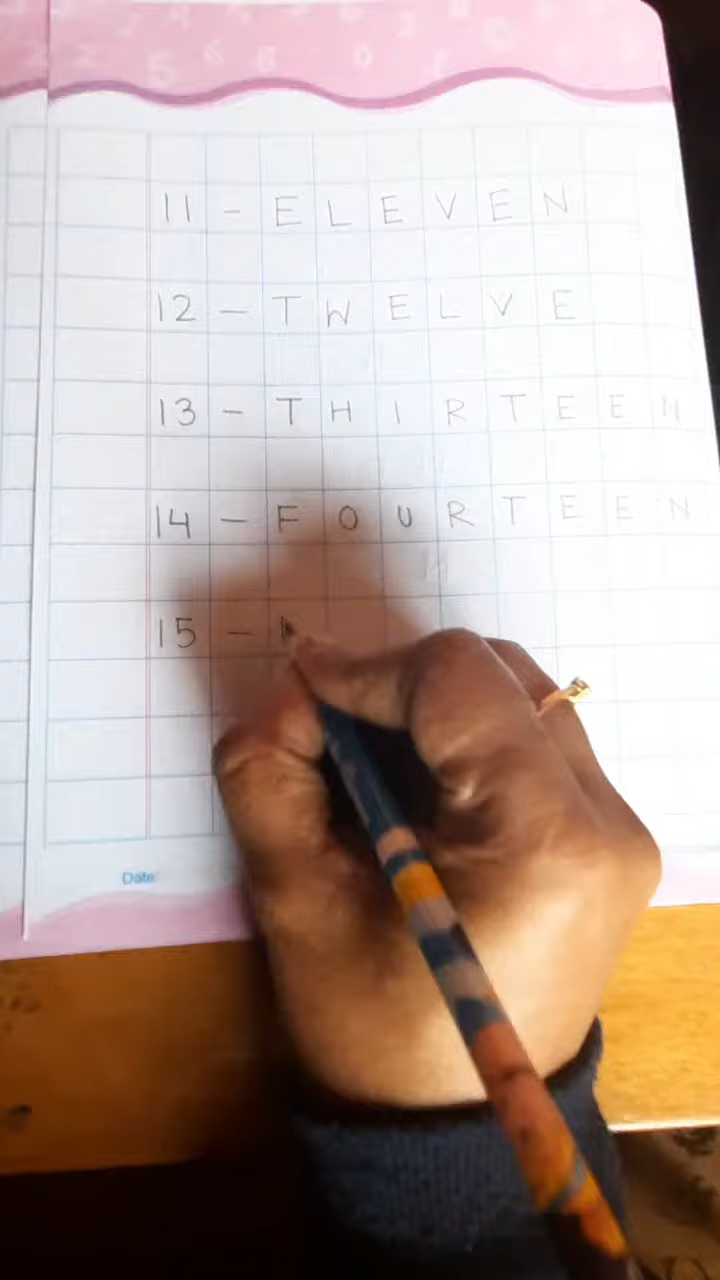 11 - ELEVEN
12 - TWELVE
13 - THIRTEEN
14 - FOURTEEN
15 -
Date: